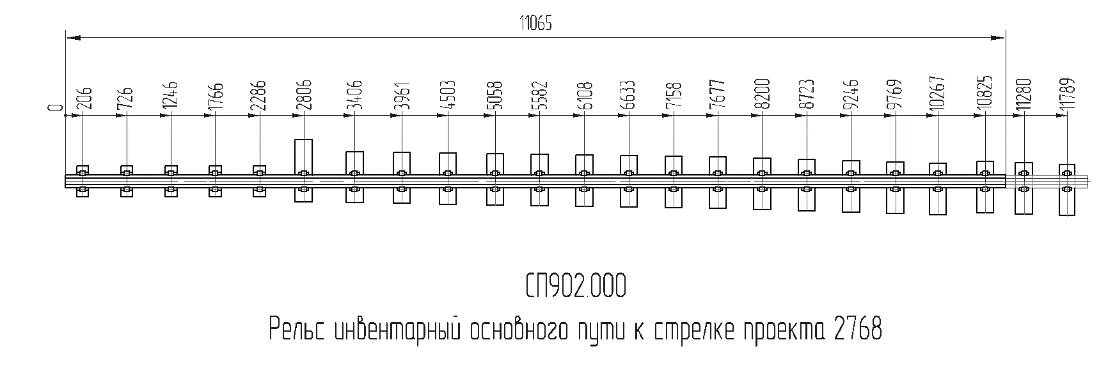 11065
0 206 726 1246 1766 2286 2806 3406 3961 4503 5058 5582 6108 6633 7158 7677 8200 8723 9246 9769 10267 10825 11280 11789
СП902.000
Рельс инвентарный основного пути к стрелке проекта 2768